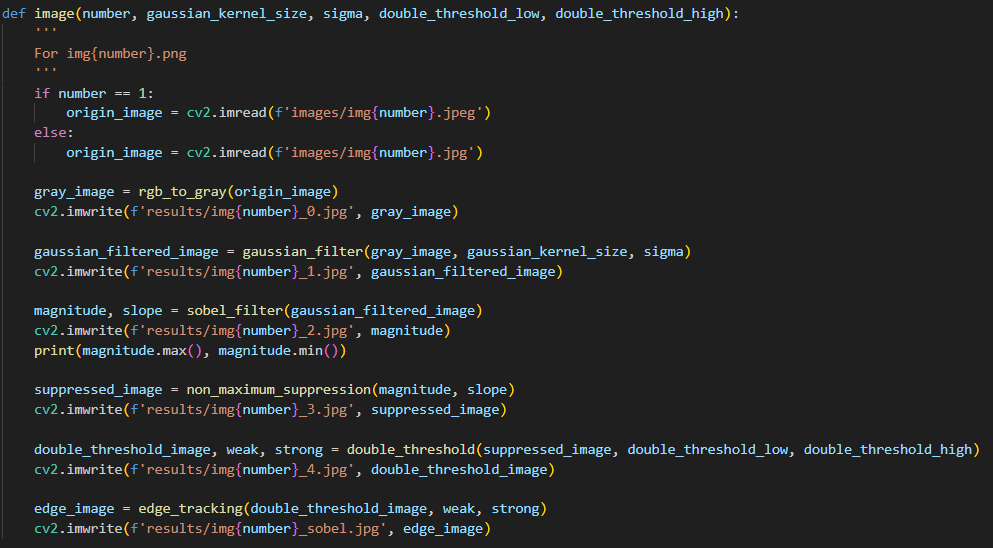 def image(number, gaussian_kernel_size, sigma, double_threshold_low, double_threshold_high):
    '''
    For img{number}.png
    '''
    if number == 1:
        origin_image = cv2.imread(f'images/img{number}.jpeg')
    else:
        origin_image = cv2.imread(f'images/img{number}.jpg')

    gray_image = rgb_to_gray(origin_image)
    cv2.imwrite(f'results/img{number}_0.jpg', gray_image)

    gaussian_filtered_image = gaussian_filter(gray_image, gaussian_kernel_size, sigma)
    cv2.imwrite(f'results/img{number}_1.jpg', gaussian_filtered_image)

    magnitude, slope = sobel_filter(gaussian_filtered_image)
    cv2.imwrite(f'results/img{number}_2.jpg', magnitude)
    print(magnitude.max(), magnitude.min())

    suppressed_image = non_maximum_suppression(magnitude, slope)
    cv2.imwrite(f'results/img{number}_3.jpg', suppressed_image)

    double_threshold_image, weak, strong = double_threshold(suppressed_image, double_threshold_low, double_threshold_high)
    cv2.imwrite(f'results/img{number}_4.jpg', double_threshold_image)

    edge_image = edge_tracking(double_threshold_image, weak, strong)
    cv2.imwrite(f'results/img{number}_sobel.jpg', edge_image)